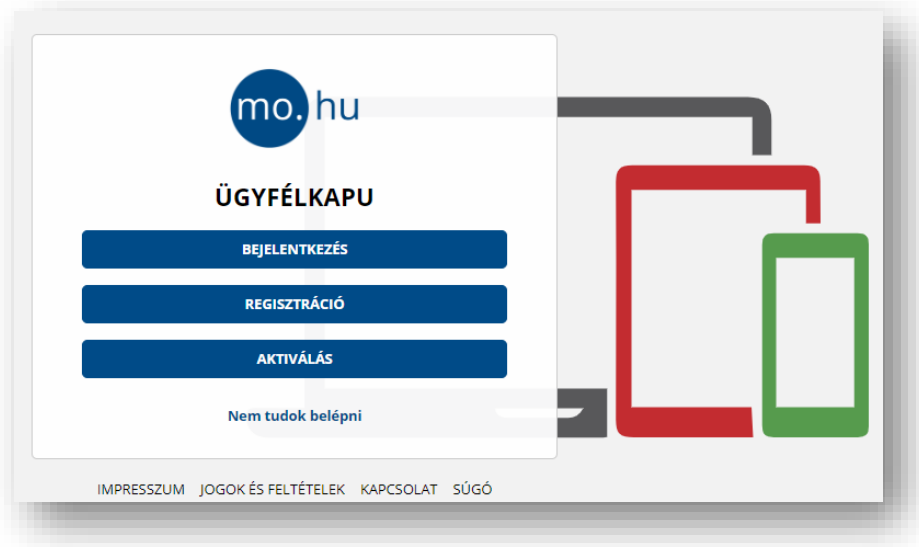 mo.hu
ÜGYFÉLKAPU
BEJELENTKEZÉS
REGISZTRÁCIÓ
AKTIVÁLÁS
Nem tudok belépni
IMPRESSZUM JOGOK ÉS FELTÉTELEK KAPCSOLAT SÚGÓ